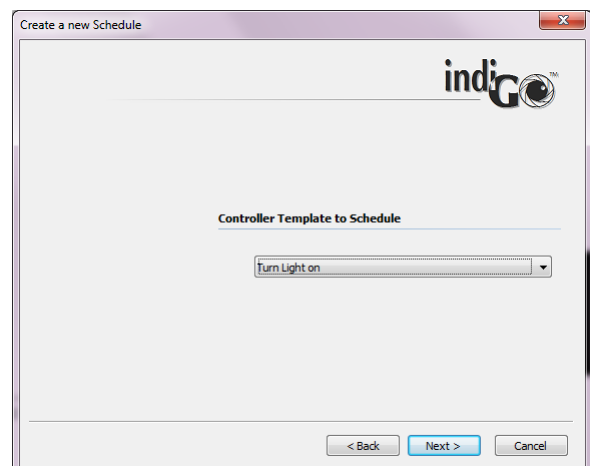 Create a new Schedule
indiGO™
Controller Template to Schedule
Turn Light on
< Back
Next >
Cancel